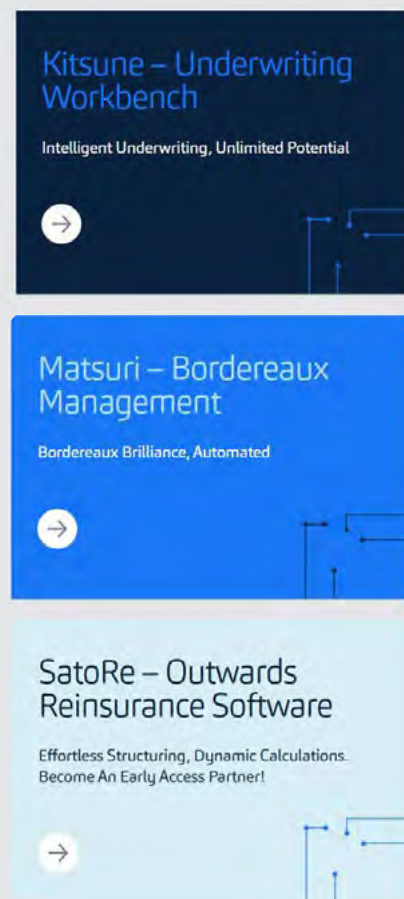 Kitsune – Underwriting
Workbench
Intelligent Underwriting, Unlimited Potential
Matsuri – Bordereaux
Management
Bordereaux Brilliance, Automated
SatoRe – Outwards
Reinsurance Software
Effortless Structuring, Dynamic Calculations.
Become An Early Access Partner!